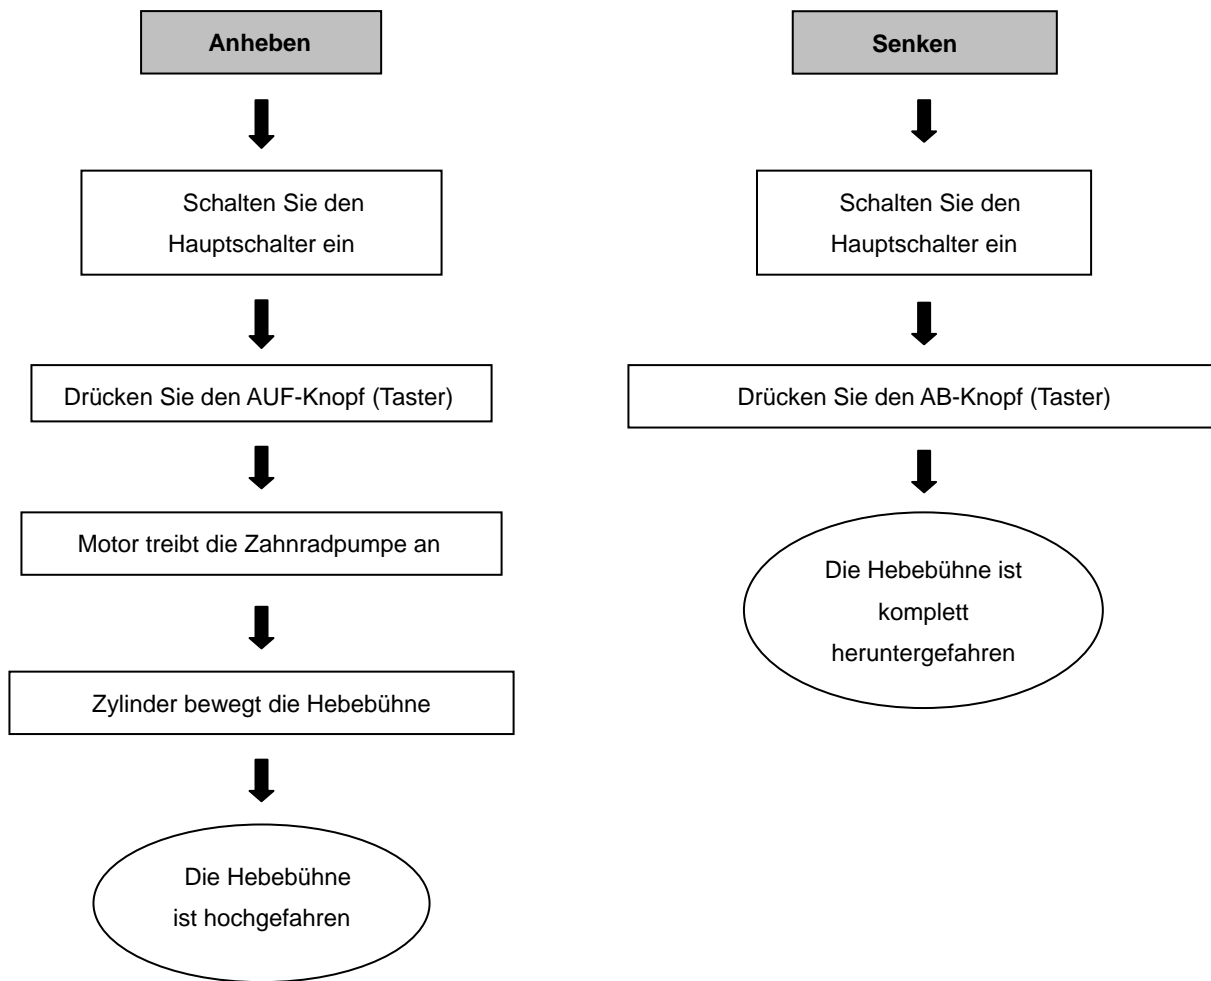 Anheben
Schalten Sie den
Hauptschalter ein
Drücken Sie den AUF-Knopf (Taster)
Motor treibt die Zahnradpumpe an
Zylinder bewegt die Hebebühne
Die Hebebühne
ist hochgefahren
Senken
Schalten Sie den
Hauptschalter ein
Drücken Sie den AB-Knopf (Taster)
Die Hebebühne ist
komplett
heruntergefahren